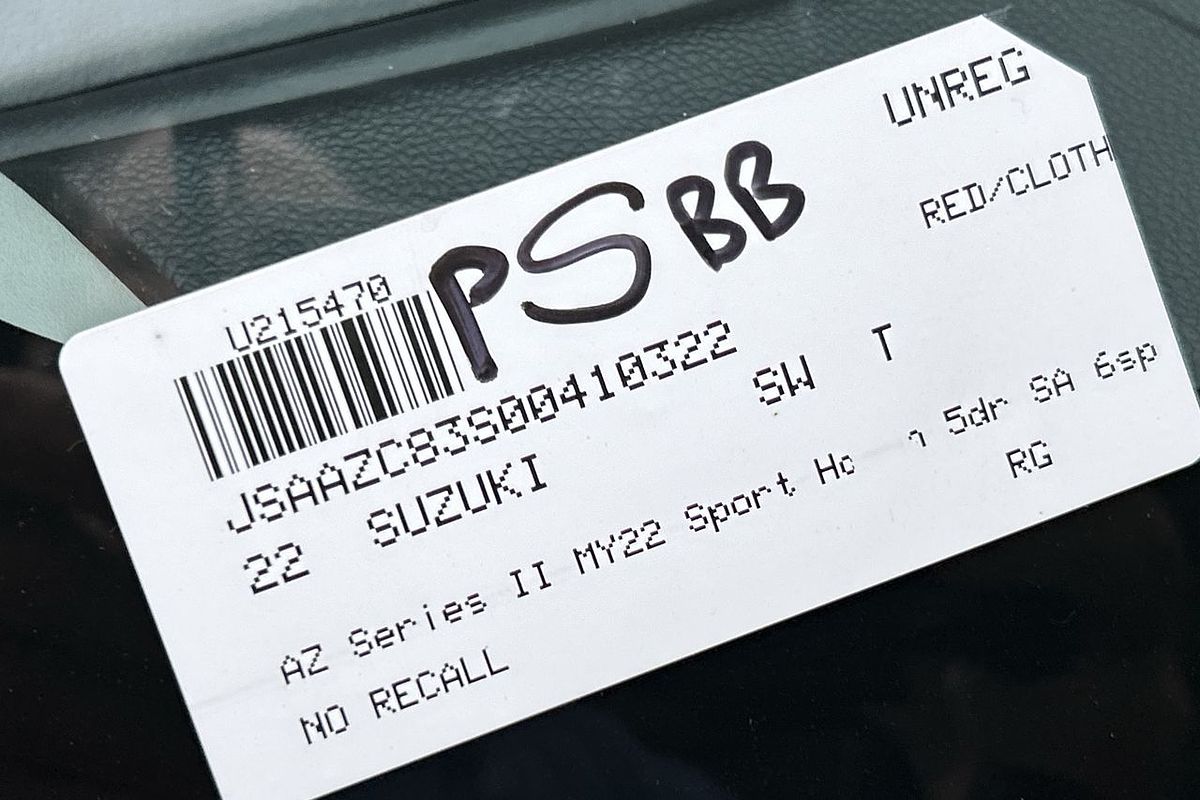 UNREG
PS BB
RED/CLOTH
U215470
JSAAZC83S00410322
22 SUZUKI SW T
AZ Series II MY22 Sport 5dr SA 6sp
NO RECALL RG